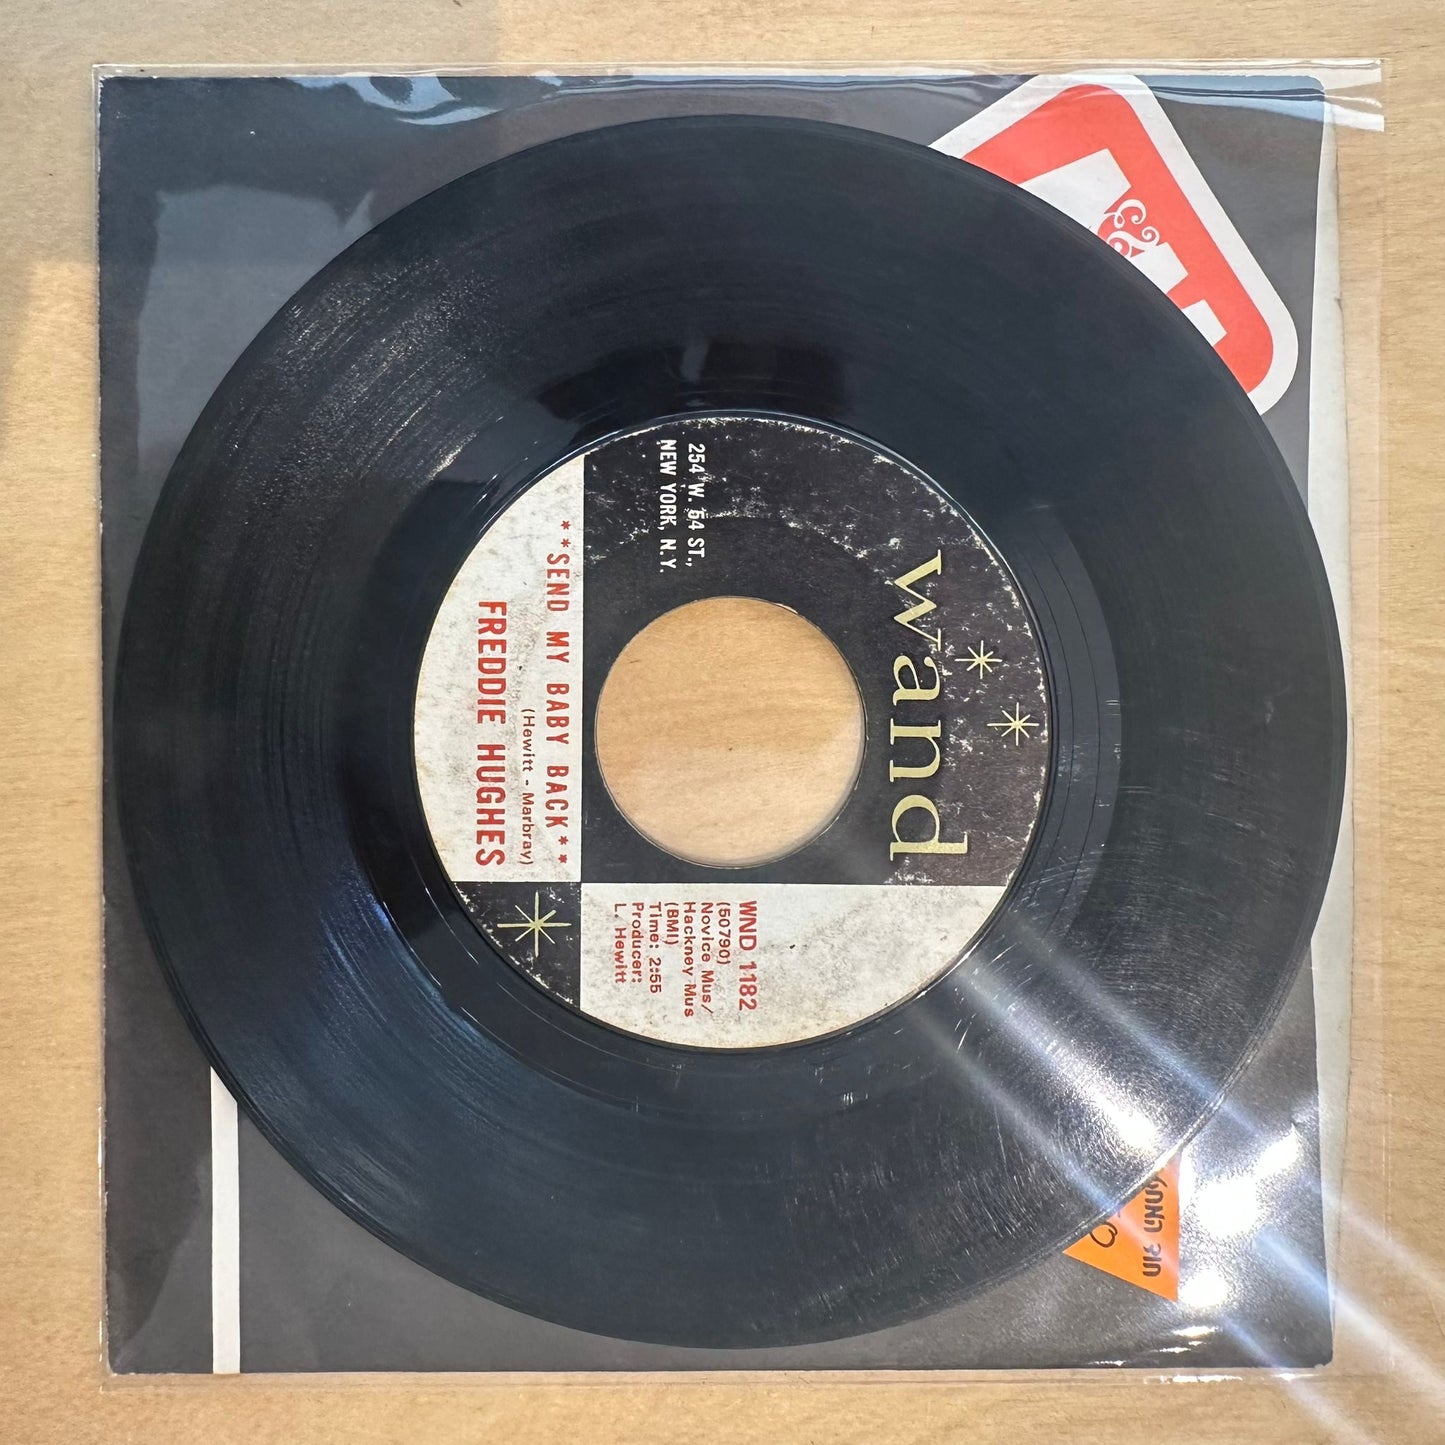 wand
254 W. 54 ST.,
NEW YORK, N.Y.
WND 1182
(50790)
Novice Mus/
Hackney Mus
(BMI)
Time: 2:55
Producer:
L. Hewitt
**SEND MY BABY BACK**
(Hewitt - Marbray)
FREDDIE HUGHES
&